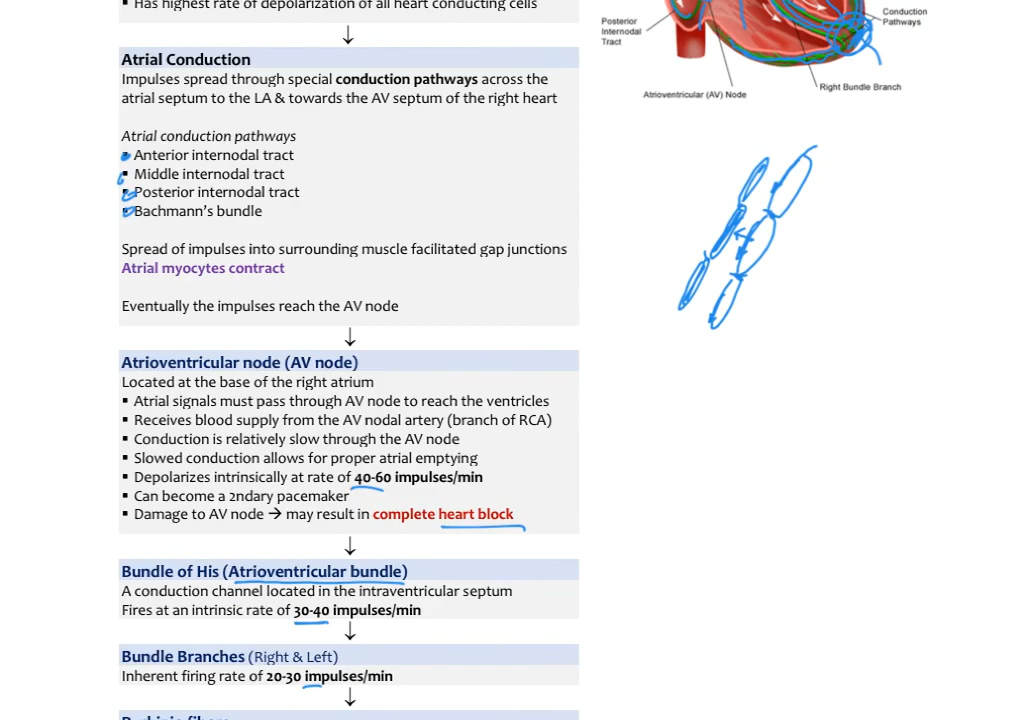 ▪ Has highest rate of depolarization of all heart conducting cells
↓
Atrial Conduction
Impulses spread through special conduction pathways across the
atrial septum to the LA & towards the AV septum of the right heart
Atrial conduction pathways
▪ Anterior internodal tract
▪ Middle internodal tract
▪ Posterior internodal tract
▪ Bachmann's bundle
Spread of impulses into surrounding muscle facilitated gap junctions
Atrial myocytes contract
Eventually the impulses reach the AV node
↓
Atrioventricular node (AV node)
Located at the base of the right atrium
▪ Atrial signals must pass through AV node to reach the ventricles
▪ Receives blood supply from the AV nodal artery (branch of RCA)
▪ Conduction is relatively slow through the AV node
▪ Slowed conduction allows for proper atrial emptying
▪ Depolarizes intrinsically at rate of 40-60 impulses/min
▪ Can become a 2ndary pacemaker
▪ Damage to AV node → may result in complete heart block
↓
Bundle of His (Atrioventricular bundle)
A conduction channel located in the intraventricular septum
Fires at an intrinsic rate of 30-40 impulses/min
↓
Bundle Branches (Right & Left)
Inherent firing rate of 20-30 impulses/min
↓
Posterior
Internodal
Tract
Atrioventricular (AV) Node
Conduction
Pathways
Right Bundle Branch